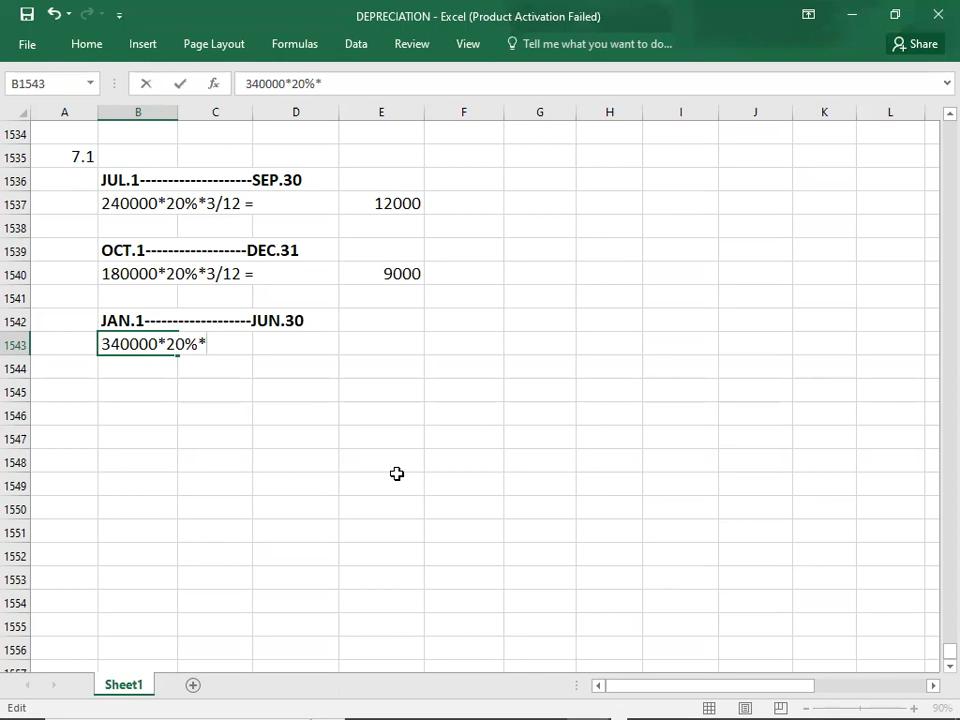 DEPRECIATION - Excel (Product Activation Failed)
File Home Insert Page Layout Formulas Data Review View Tell me what you want to do... Share
B1543 fx 340000*20%*
A B C D E F G H I J K L
1534
1535 7.1
1536 JUL.1--------------------SEP.30
1537 240000*20%*3/12 = 12000
1538
1539 OCT.1------------------DEC.31
1540 180000*20%*3/12 = 9000
1541
1542 JAN.1-------------------JUN.30
1543 340000*20%*
1544
1545
1546
1547
1548
1549
1550
1551
1552
1553
1554
1555
1556
1557
Sheet1
Edit 90%